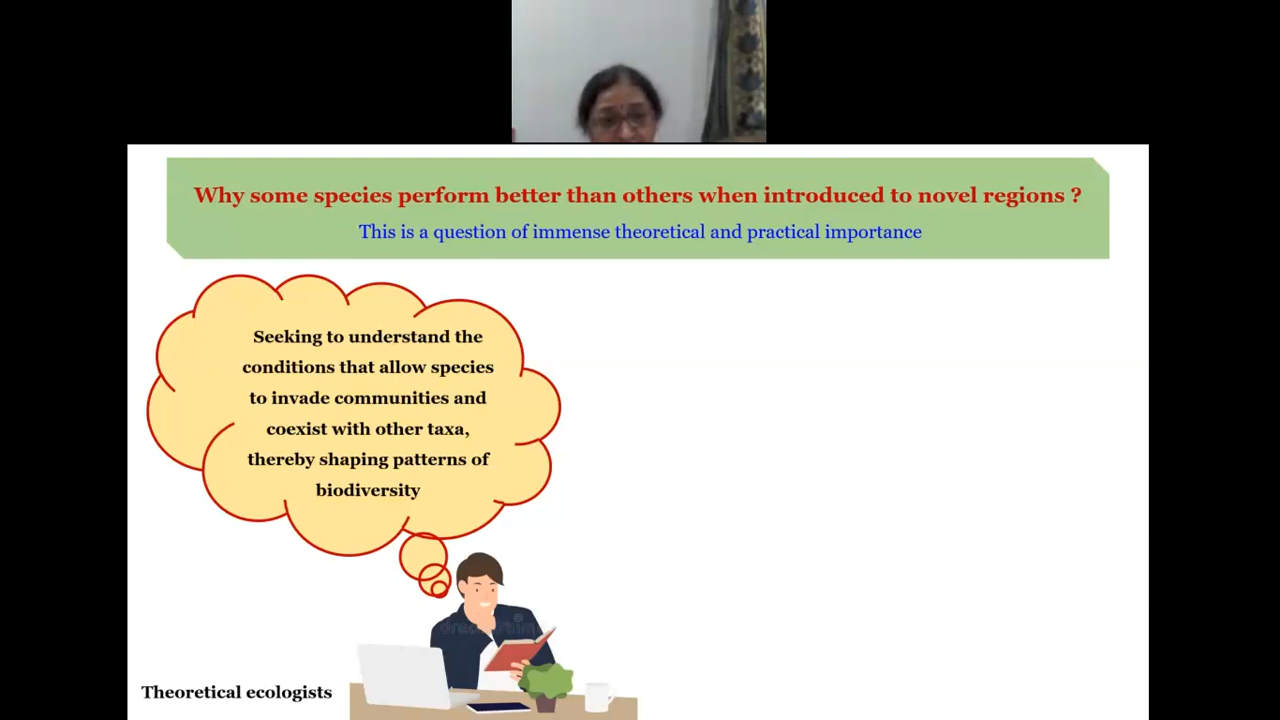 Why some species perform better than others when introduced to novel regions ?
This is a question of immense theoretical and practical importance
Seeking to understand the
conditions that allow species
to invade communities and
coexist with other taxa,
thereby shaping patterns of
biodiversity
Theoretical ecologists